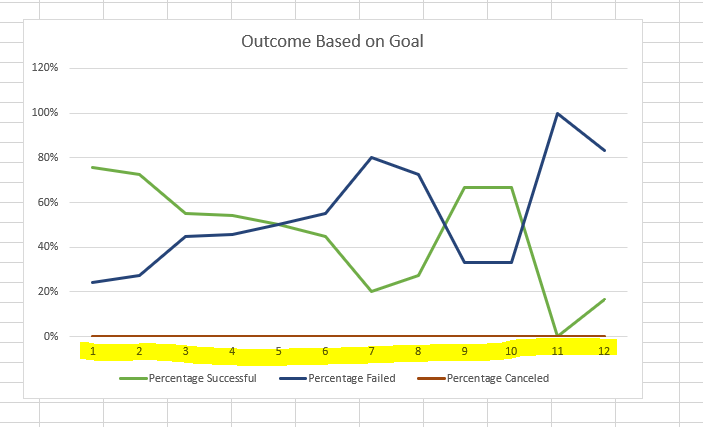 Outcome Based on Goal
120%
100%
80%
60%
40%
20%
0%
1 2 3 4 5 6 7 8 9 10 11 12
Percentage Successful Percentage Failed Percentage Canceled